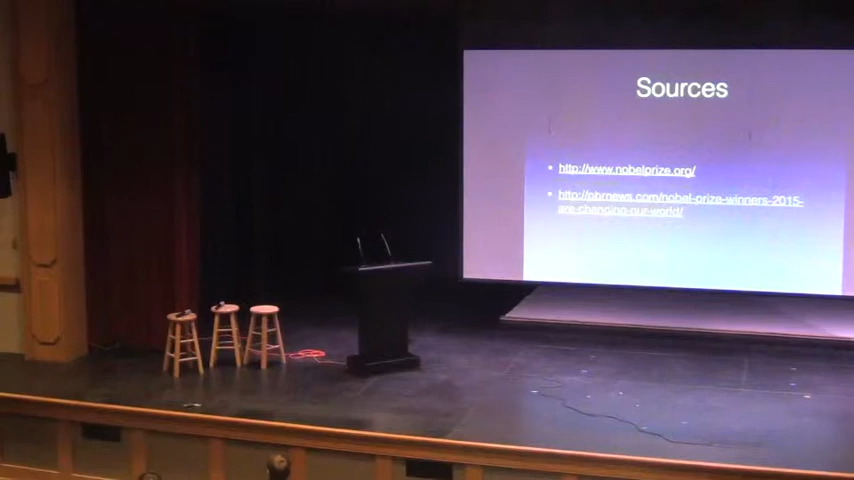 Sources
• http://www.nobelprize.org/
• http://pbrnews.com/nobel-prize-winners-2015-
are-changing-our-world/